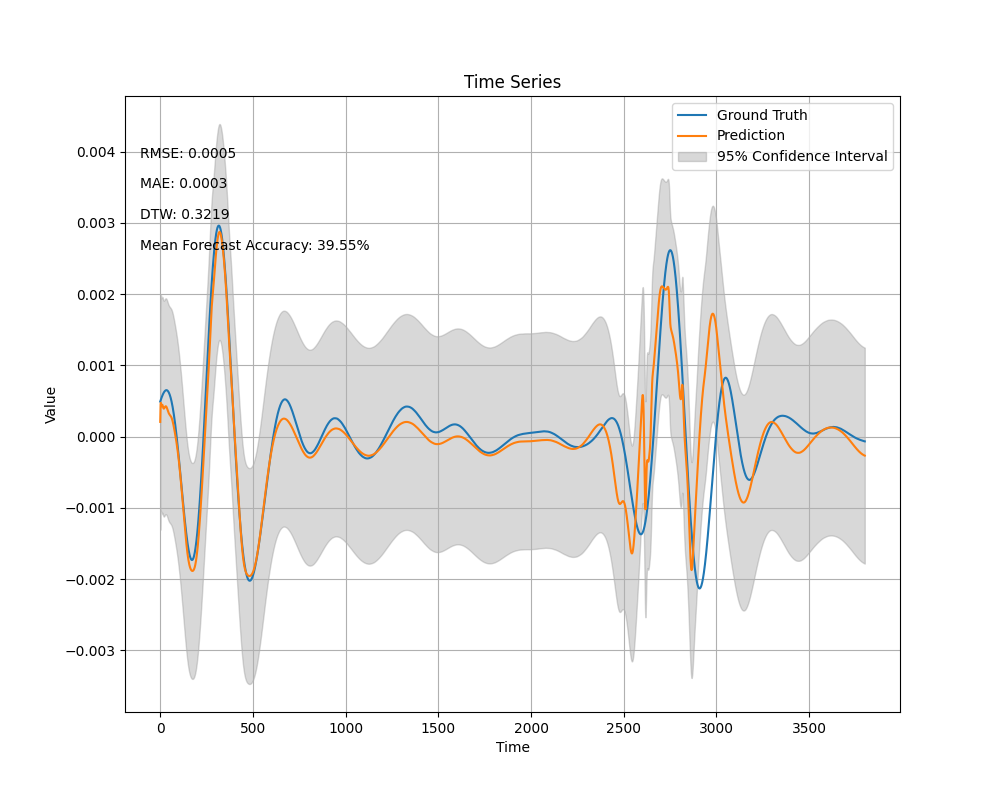 Time Series
Ground Truth
Prediction
95% Confidence Interval
RMSE: 0.0005
MAE: 0.0003
DTW: 0.3219
Mean Forecast Accuracy: 39.55%
0.004
0.003
0.002
0.001
0.000
−0.001
−0.002
−0.003
Value
0 500 1000 1500 2000 2500 3000 3500
Time